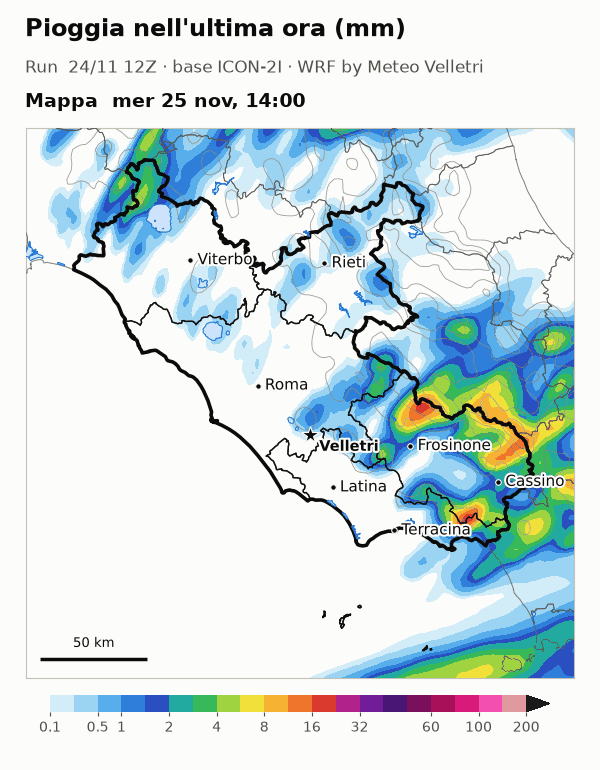 Pioggia nell'ultima ora (mm)
Run 24/11 12Z · base ICON-2I · WRF by Meteo Velletri
Mappa mer 25 nov, 14:00
Viterbo
Rieti
Roma
Velletri
Frosinone
Cassino
Latina
Terracina
50 km
0.1 0.5 1 2 4 8 16 32 60 100 200